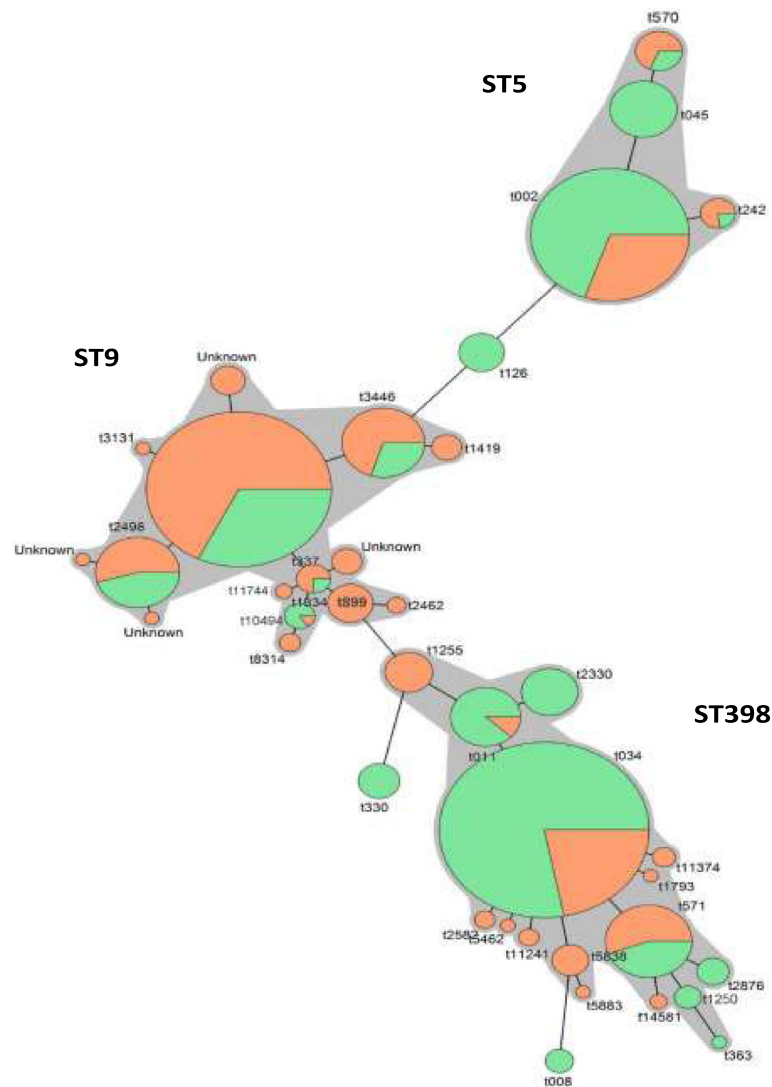 t570
ST5
t045
t002
t242
t126
ST9
Unknown
t3446
t3131
t1419
t2498
Unknown
t337
Unknown
t11744
t1834
t899
t2462
t10494
Unknown
t8314
t1255
t2330
ST398
t011
t034
t330
t11374
t1793
t571
t2582
t5462
t11241
t5838
t2876
t5883
t1250
t14581
t363
t008